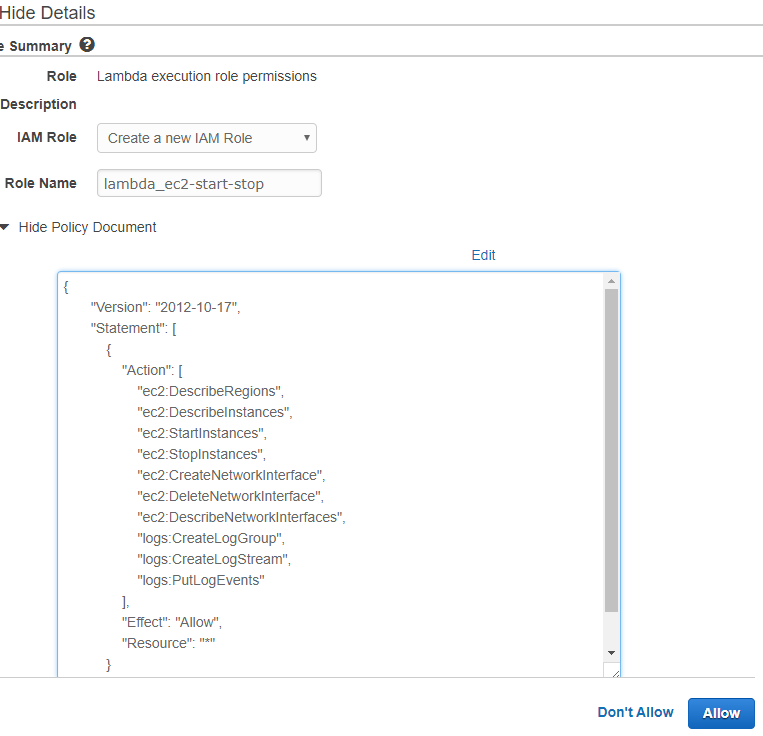 Hide Details
e Summary ?
Role Lambda execution role permissions
Description
IAM Role Create a new IAM Role
Role Name lambda_ec2-start-stop
Hide Policy Document
Edit
{
"Version": "2012-10-17",
"Statement": [
{
"Action": [
"ec2:DescribeRegions",
"ec2:DescribeInstances",
"ec2:StartInstances",
"ec2:StopInstances",
"ec2:CreateNetworkInterface",
"ec2:DeleteNetworkInterface",
"ec2:DescribeNetworkInterfaces",
"logs:CreateLogGroup",
"logs:CreateLogStream",
"logs:PutLogEvents"
],
"Effect": "Allow",
"Resource": "*"
}
Don't Allow Allow